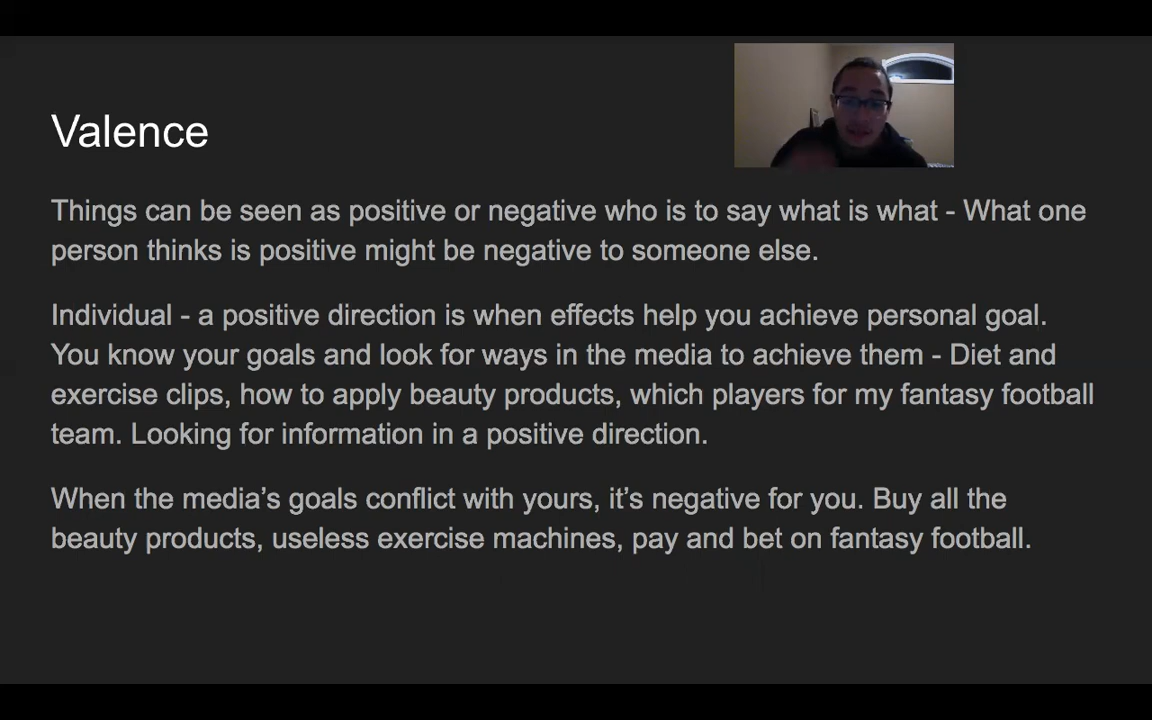 Valence
Things can be seen as positive or negative who is to say what is what - What one
person thinks is positive might be negative to someone else.
Individual - a positive direction is when effects help you achieve personal goal.
You know your goals and look for ways in the media to achieve them - Diet and
exercise clips, how to apply beauty products, which players for my fantasy football
team. Looking for information in a positive direction.
When the media’s goals conflict with yours, it’s negative for you. Buy all the
beauty products, useless exercise machines, pay and bet on fantasy football.